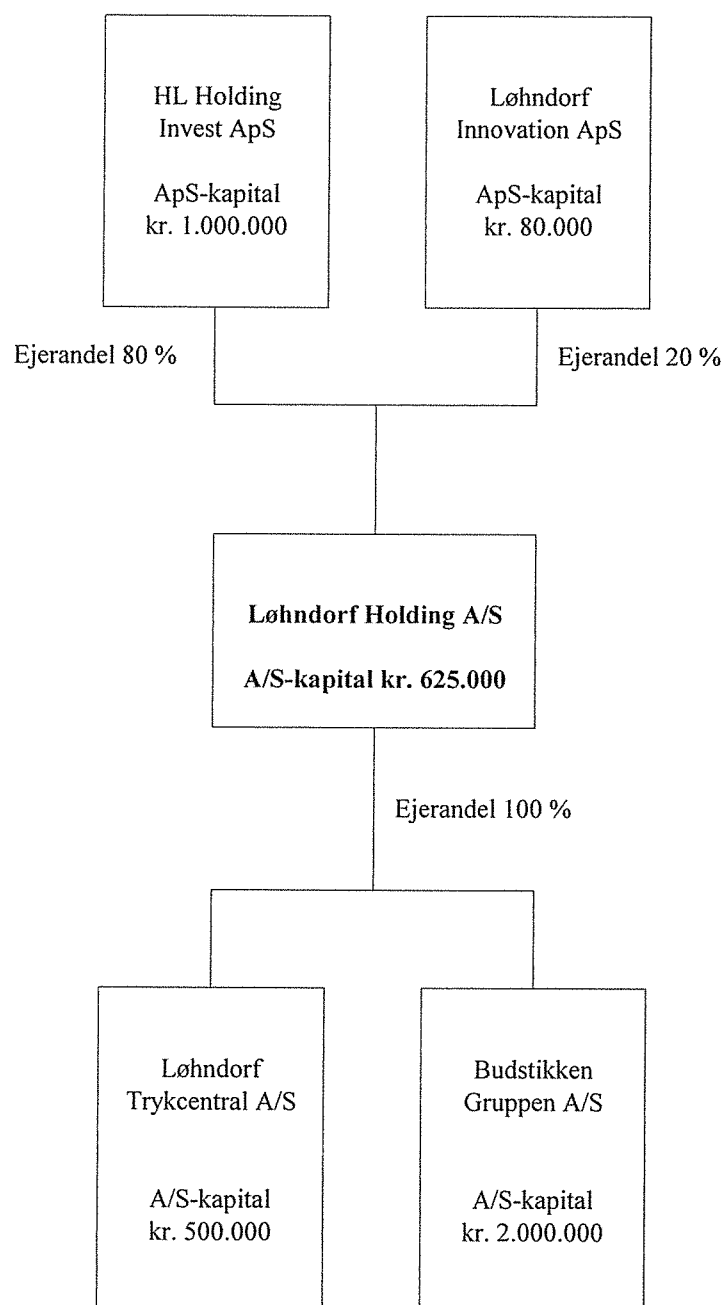 HL Holding
Invest ApS
ApS-kapital
kr. 1.000.000
Løhndorf
Innovation ApS
ApS-kapital
kr. 80.000
Ejerandel 80 %
Ejerandel 20 %
Løhndorf Holding A/S
A/S-kapital kr. 625.000
Ejerandel 100 %
Løhndorf
Trykcentral A/S
A/S-kapital
kr. 500.000
Budstikken
Gruppen A/S
A/S-kapital
kr. 2.000.000